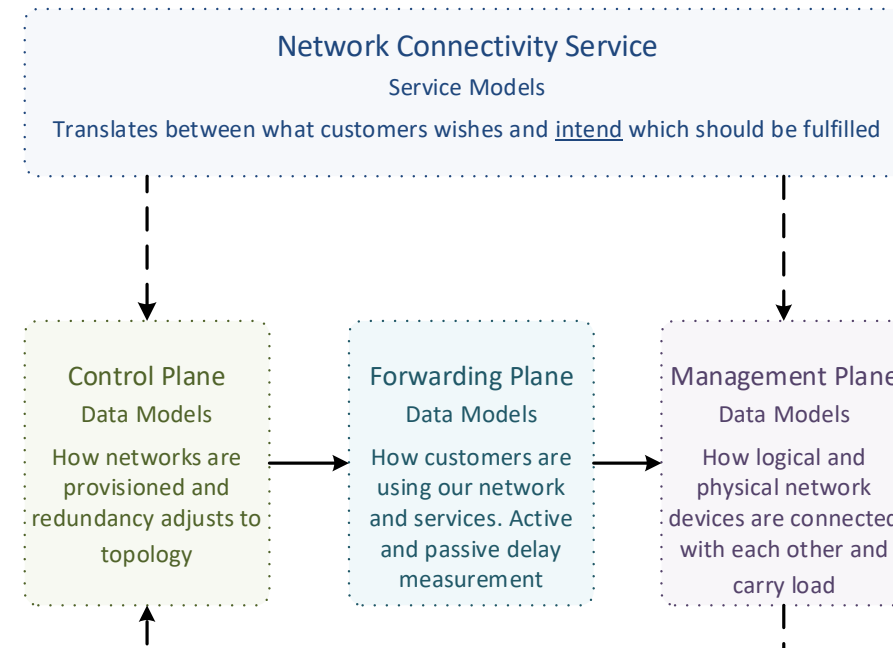 Network Connectivity Service
Service Models
Translates between what customers wishes and intend which should be fulfilled
Control Plane
Data Models
How networks are
provisioned and
redundancy adjusts to
topology
Forwarding Plane
Data Models
How customers are
using our network
and services. Active
and passive delay
measurement
Management Plane
Data Models
How logical and
physical network
devices are connected
with each other and
carry load